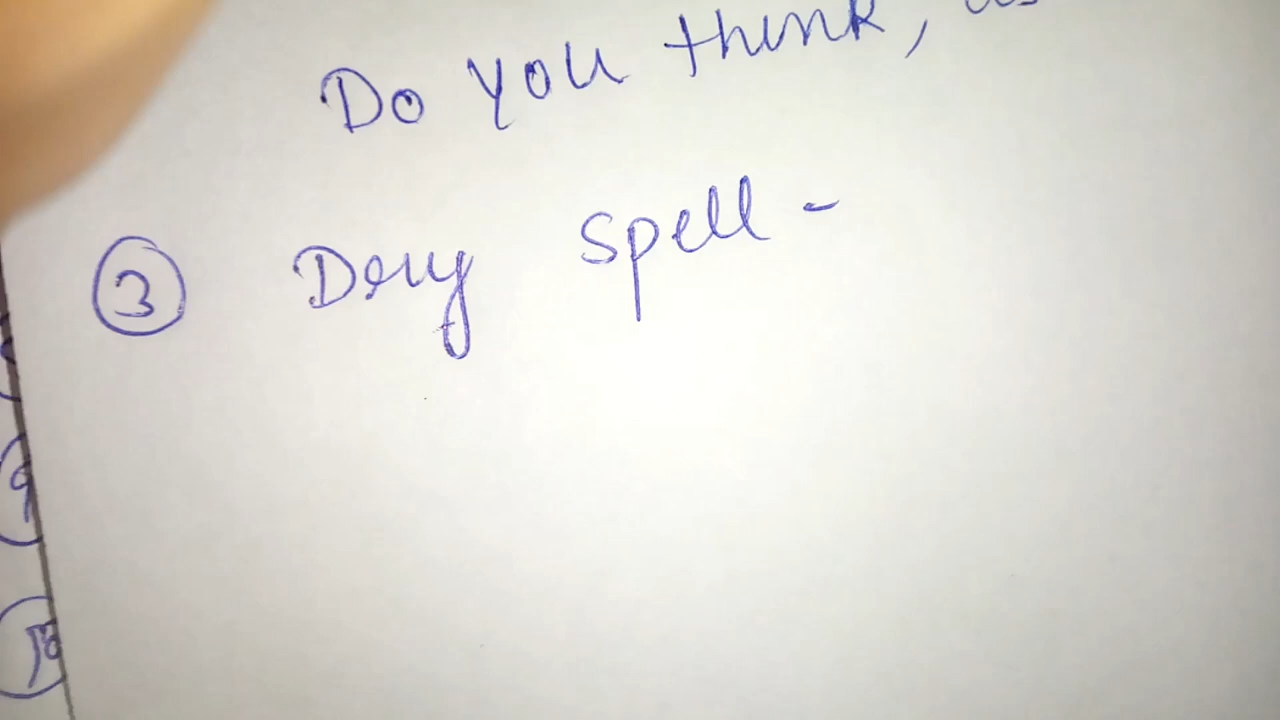 Do you think,
③ Dry Spell -